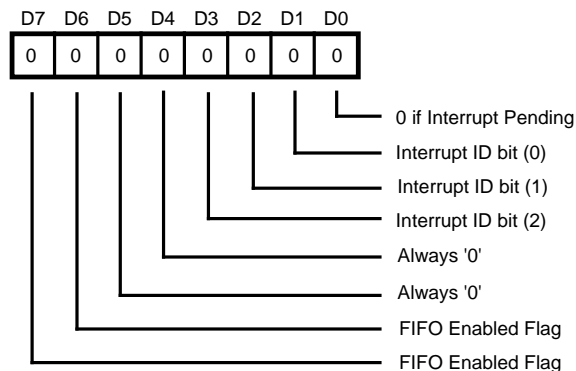 D7 D6 D5 D4 D3 D2 D1 D0
0 0 0 0 0 0 0 0
0 if Interrupt Pending
Interrupt ID bit (0)
Interrupt ID bit (1)
Interrupt ID bit (2)
Always '0'
Always '0'
FIFO Enabled Flag
FIFO Enabled Flag